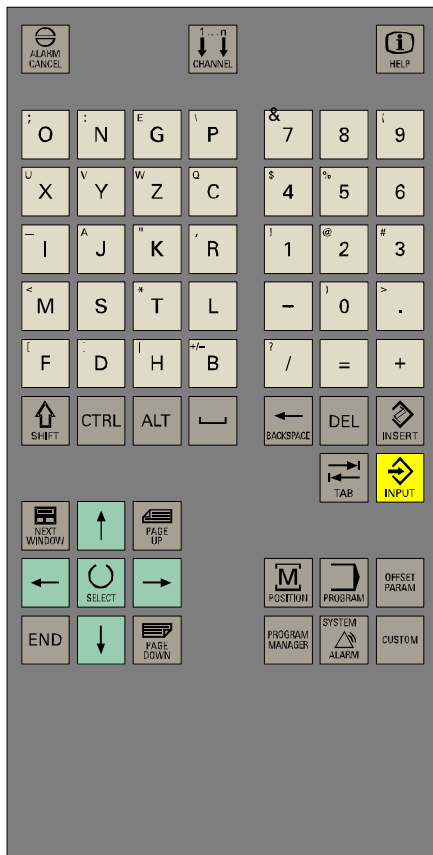 ALARM CANCEL
1...n CHANNEL
i HELP
; O : N E G \ P & 7 8 ( 9
U X V Y W Z Q C $ 4 % 5 6
_ I A J " K , R ! 1 @ 2 # 3
< M S * T L - ) 0 > .
[ F D | H +/- B ? / = +
SHIFT CTRL ALT BACKSPACE DEL INSERT
TAB INPUT
NEXT WINDOW PAGE UP
SELECT M POSITION PROGRAM OFFSET PARAM
END PAGE DOWN PROGRAM MANAGER SYSTEM ALARM CUSTOM